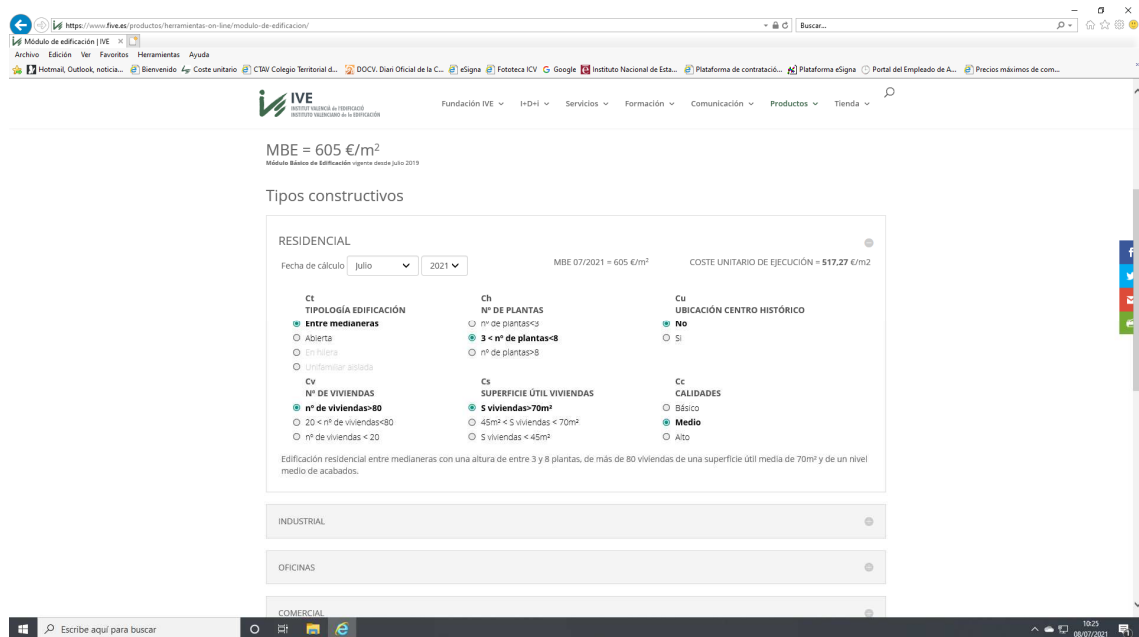 https://www.five.es/productos/herramientas-on-line/modulo-de-edificacion/
Buscar...
Módulo de edificación | IVE
Archivo Edición Ver Favoritos Herramientas Ayuda
Hotmail, Outlook, noticia... Bienvenido Coste unitario CTAV Colegio Territorial d... DOCV. Diari Oficial de la C... eSigna Fototeca ICV Google Instituto Nacional de Esta... Plataforma de contratació... Plataforma eSigna Portal del Empleado de A... Precios máximos de com...
IVE
INSTITUT VALENCIÀ de l'EDIFICACIÓ
INSTITUTO VALENCIANO de la EDIFICACIÓN
Fundación IVE I+D+i Servicios Formación Comunicación Productos Tienda
MBE = 605 €/m²
Módulo Básico de Edificación vigente desde Julio 2019
Tipos constructivos
RESIDENCIAL
Fecha de cálculo Julio 2021 MBE 07/2021 = 605 €/m² COSTE UNITARIO DE EJECUCIÓN = 517,27 €/m2
Ct
TIPOLOGÍA EDIFICACIÓN
Entre medianeras
Abierta
En hilera
Unifamiliar aislada
Ch
Nº DE PLANTAS
nº de plantas<3
3 < nº de plantas<8
nº de plantas>8
Cu
UBICACIÓN CENTRO HISTÓRICO
No
Si
Cv
Nº DE VIVIENDAS
nº de viviendas>80
20 < nº de viviendas<80
nº de viviendas < 20
Cs
SUPERFICIE ÚTIL VIVIENDAS
S viviendas>70m²
45m² < S viviendas < 70m²
S viviendas < 45m²
Cc
CALIDADES
Básico
Medio
Alto
Edificación residencial entre medianeras con una altura de entre 3 y 8 plantas, de más de 80 viviendas de una superficie útil media de 70m² y de un nivel
medio de acabados.
INDUSTRIAL
OFICINAS
COMERCIAL
Escribe aquí para buscar
10:25
08/07/2021